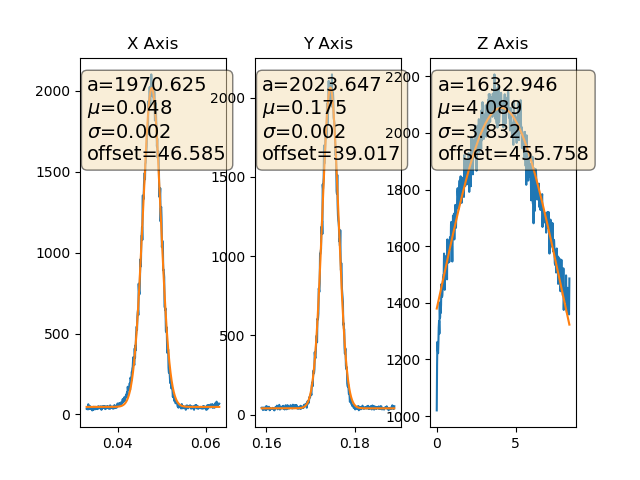 X Axis
a=1970.625
μ=0.048
σ=0.002
offset=46.585
2000
1500
1000
500
0
0.04 0.06
Y Axis
a=2023.647
μ=0.175
σ=0.002
offset=39.017
2000
1500
1000
500
0
0.16 0.18
Z Axis
a=1632.946
μ=4.089
σ=3.832
offset=455.758
2200
2000
1800
1600
1400
1200
1000
0 5